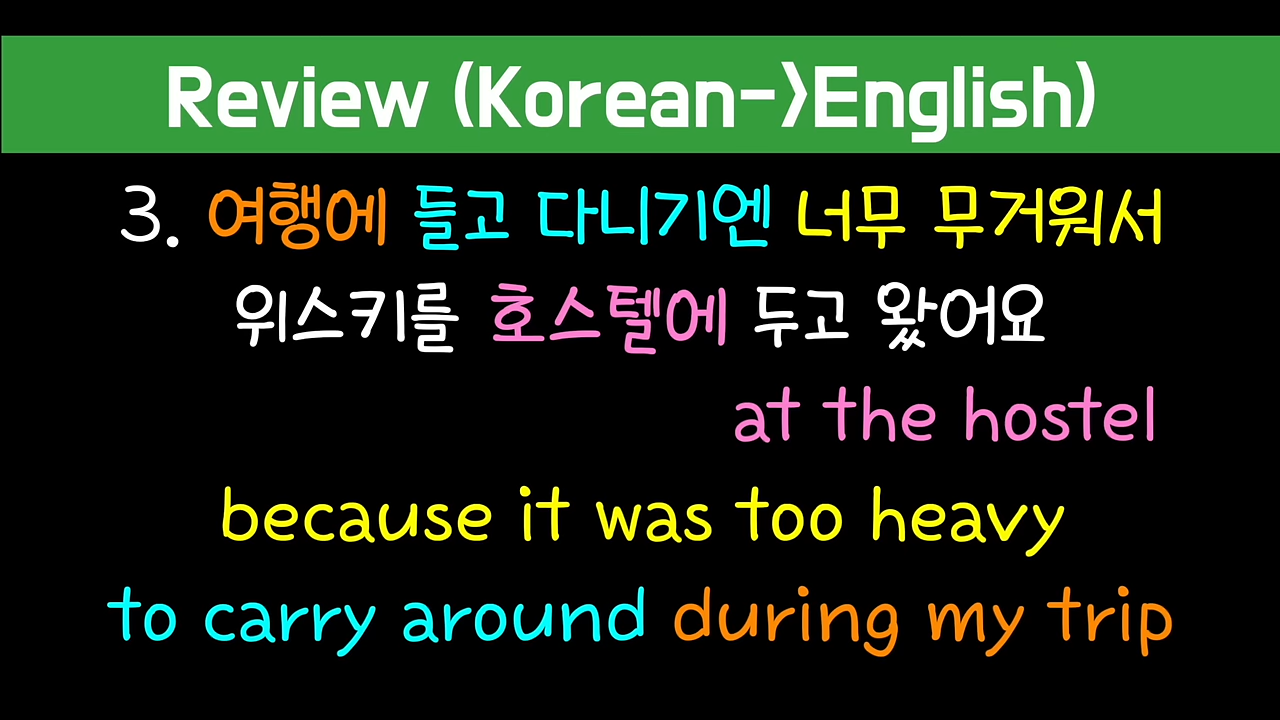 Review (Korean->English)
3. 여행에 들고 다니기엔 너무 무거워서
위스키를 호스텔에 두고 왔어요
at the hostel
because it was too heavy
to carry around during my trip